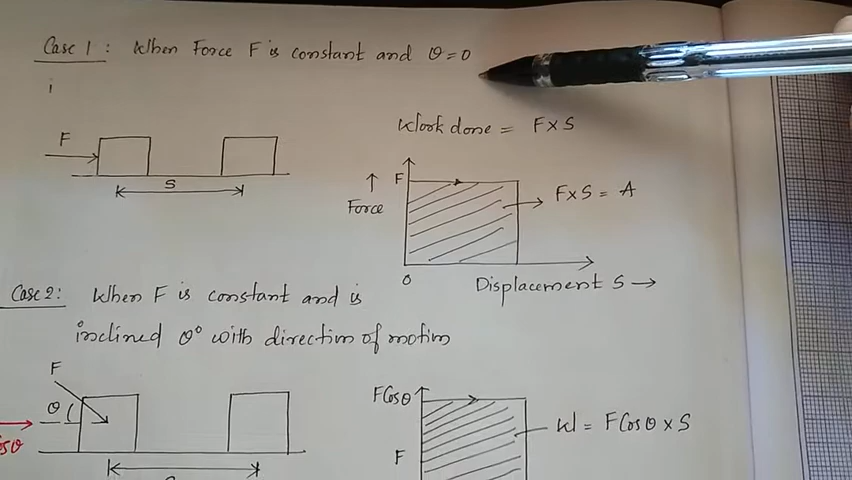 Case 1: When Force F is constant and θ=0
i
Work done = F×S
F
S
F
↑
Force
F×S = A
0
Displacement S →
Case 2: When F is constant and is
inclined θ° with direction of motion
F
θ
Fcosθ
F
W = Fcosθ × S